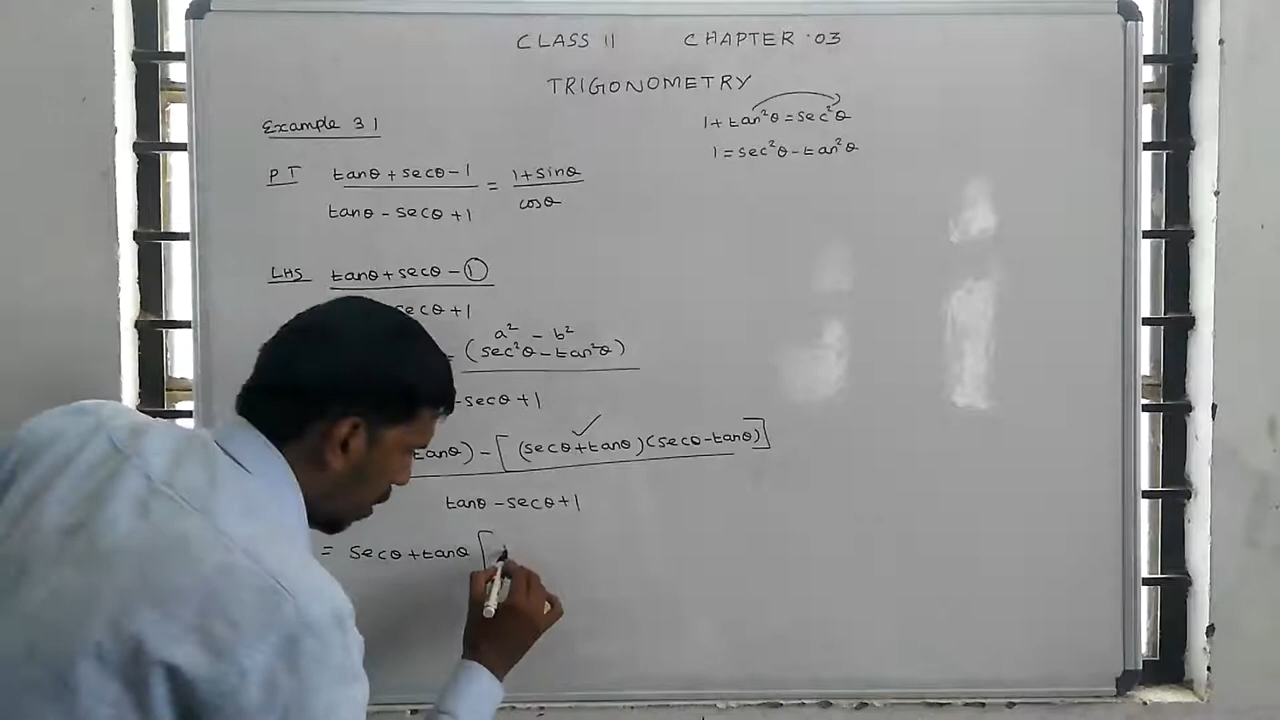 CLASS 11 CHAPTER .03
TRIGONOMETRY
Example 3 1
1+tan²θ=sec²θ
1=sec²θ-tan²θ
P T tanθ+secθ-1 = 1+sinθ
tanθ-secθ+1 cosθ
LHS tanθ+secθ-1
secθ+1
a² - b²
(sec²θ-tan²θ)
-secθ+1
tanθ)-[(secθ+tanθ)(secθ-tanθ)]
tanθ-secθ+1
= secθ+tanθ [